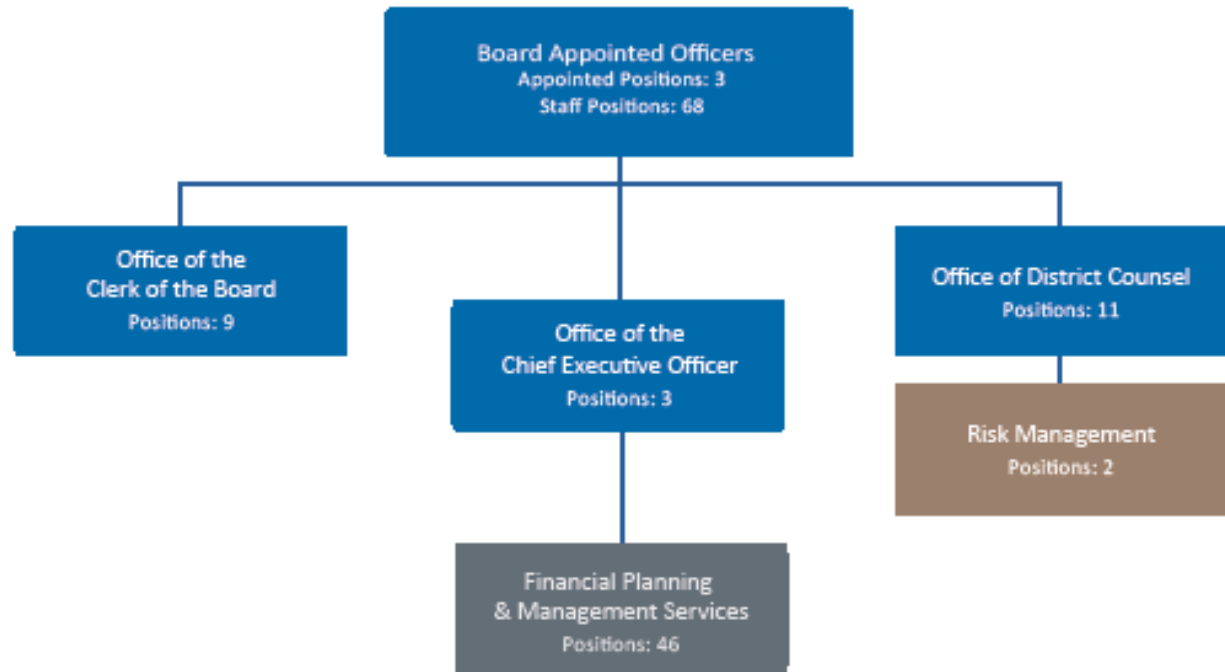 Board Appointed Officers
Appointed Positions: 3
Staff Positions: 68
Office of the
Clerk of the Board
Positions: 9
Office of the
Chief Executive Officer
Positions: 3
Office of District Counsel
Positions: 11
Risk Management
Positions: 2
Financial Planning
& Management Services
Positions: 46